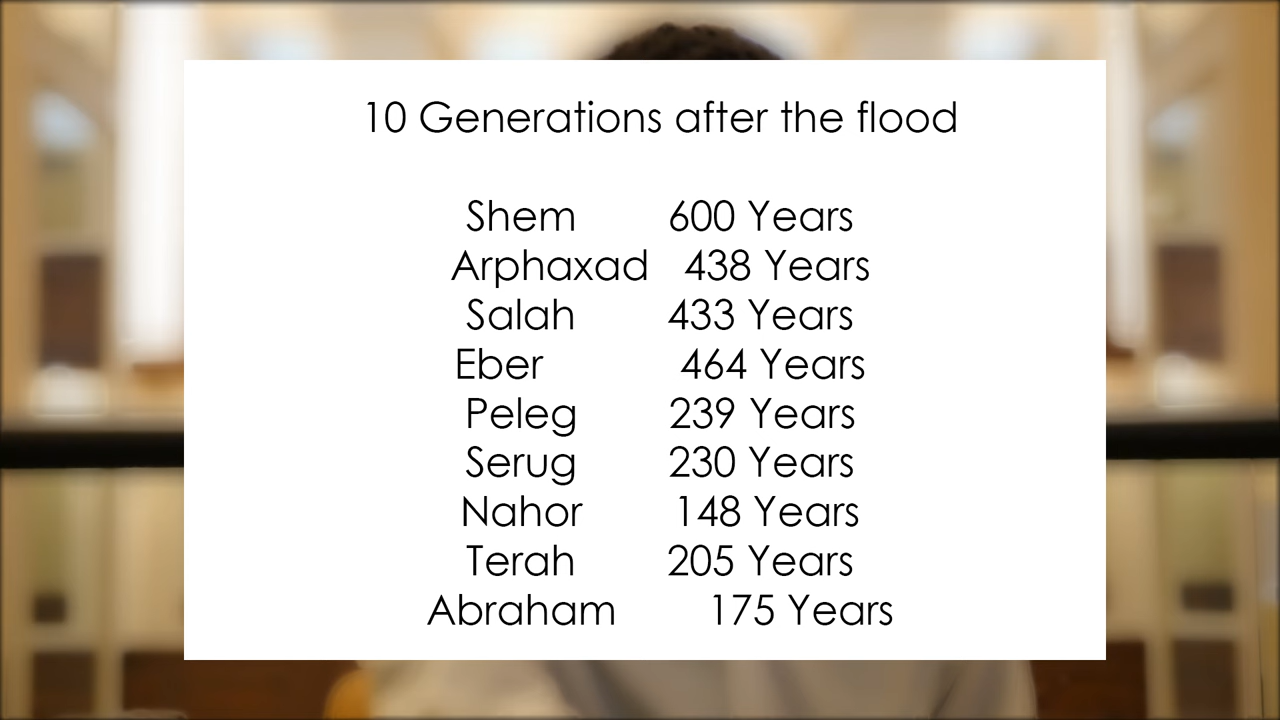 10 Generations after the flood
Shem 600 Years
Arphaxad 438 Years
Salah 433 Years
Eber 464 Years
Peleg 239 Years
Serug 230 Years
Nahor 148 Years
Terah 205 Years
Abraham 175 Years